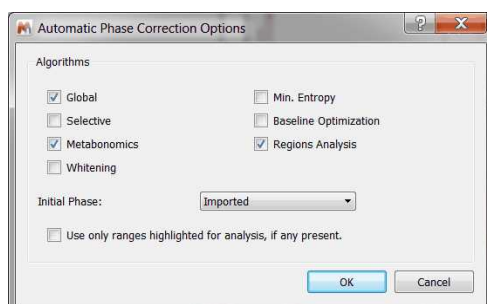 Automatic Phase Correction Options
Algorithms
Global
Min. Entropy
Selective
Baseline Optimization
Metabonomics
Regions Analysis
Whitening
Initial Phase: Imported
Use only ranges highlighted for analysis, if any present.
OK Cancel